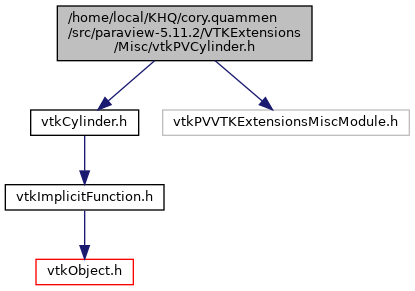 /home/local/KHQ/cory.quammen
/src/paraview-5.11.2/VTKExtensions
/Misc/vtkPVCylinder.h
vtkCylinder.h
vtkPVVTKExtensionsMiscModule.h
vtkImplicitFunction.h
vtkObject.h